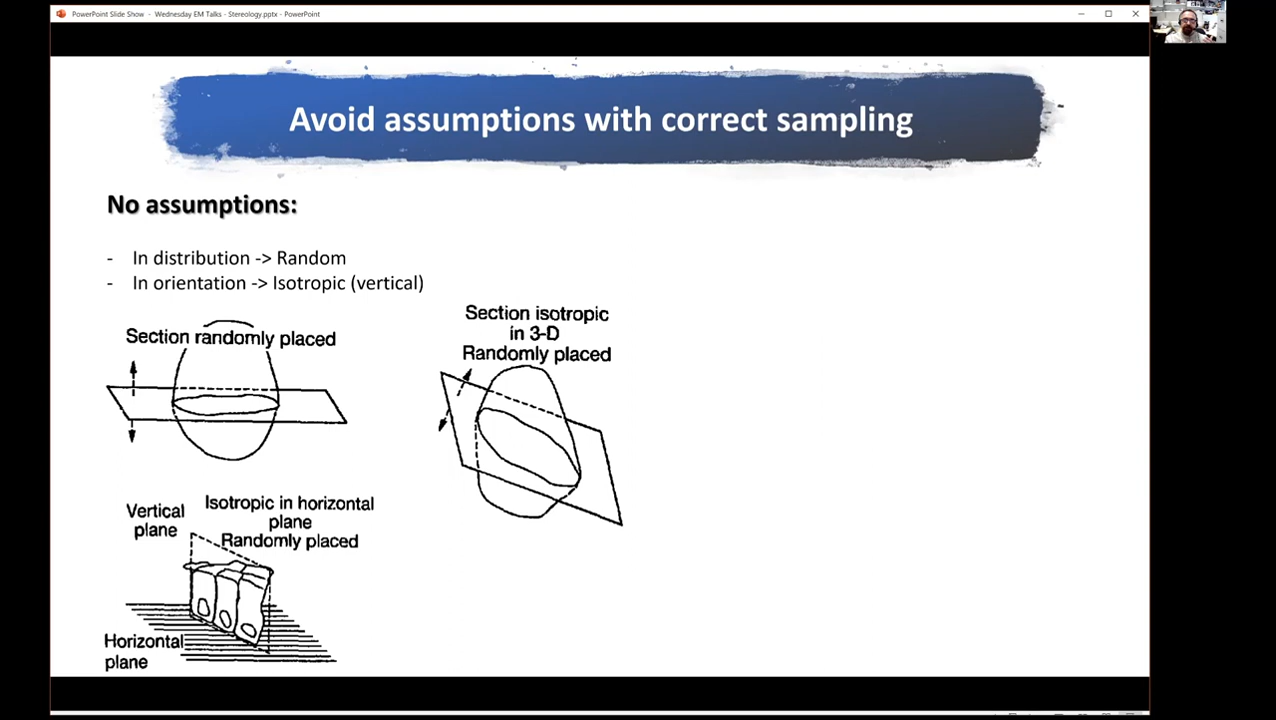 PowerPoint Slide Show - Wednesday EM Talks - Stereology.pptx - PowerPoint
Avoid assumptions with correct sampling
No assumptions:
- In distribution -> Random
- In orientation -> Isotropic (vertical)
Section randomly placed
Section isotropic
in 3-D
Randomly placed
Vertical
plane
Isotropic in horizontal
plane
Randomly placed
Horizontal
plane